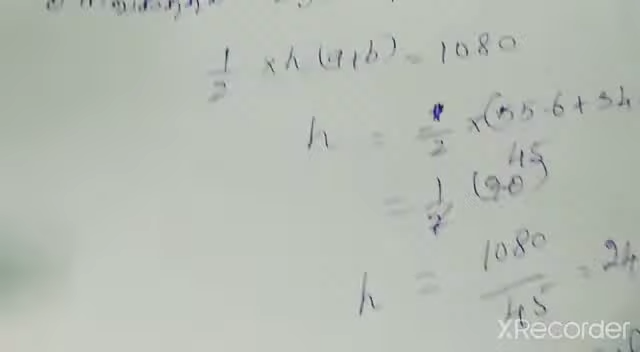 1/2 × h (a+b) = 1080
h = 1/2 × (55.6 + 34
45
= 1/2 (90)
h = 1080/45 = 24
XRecorder